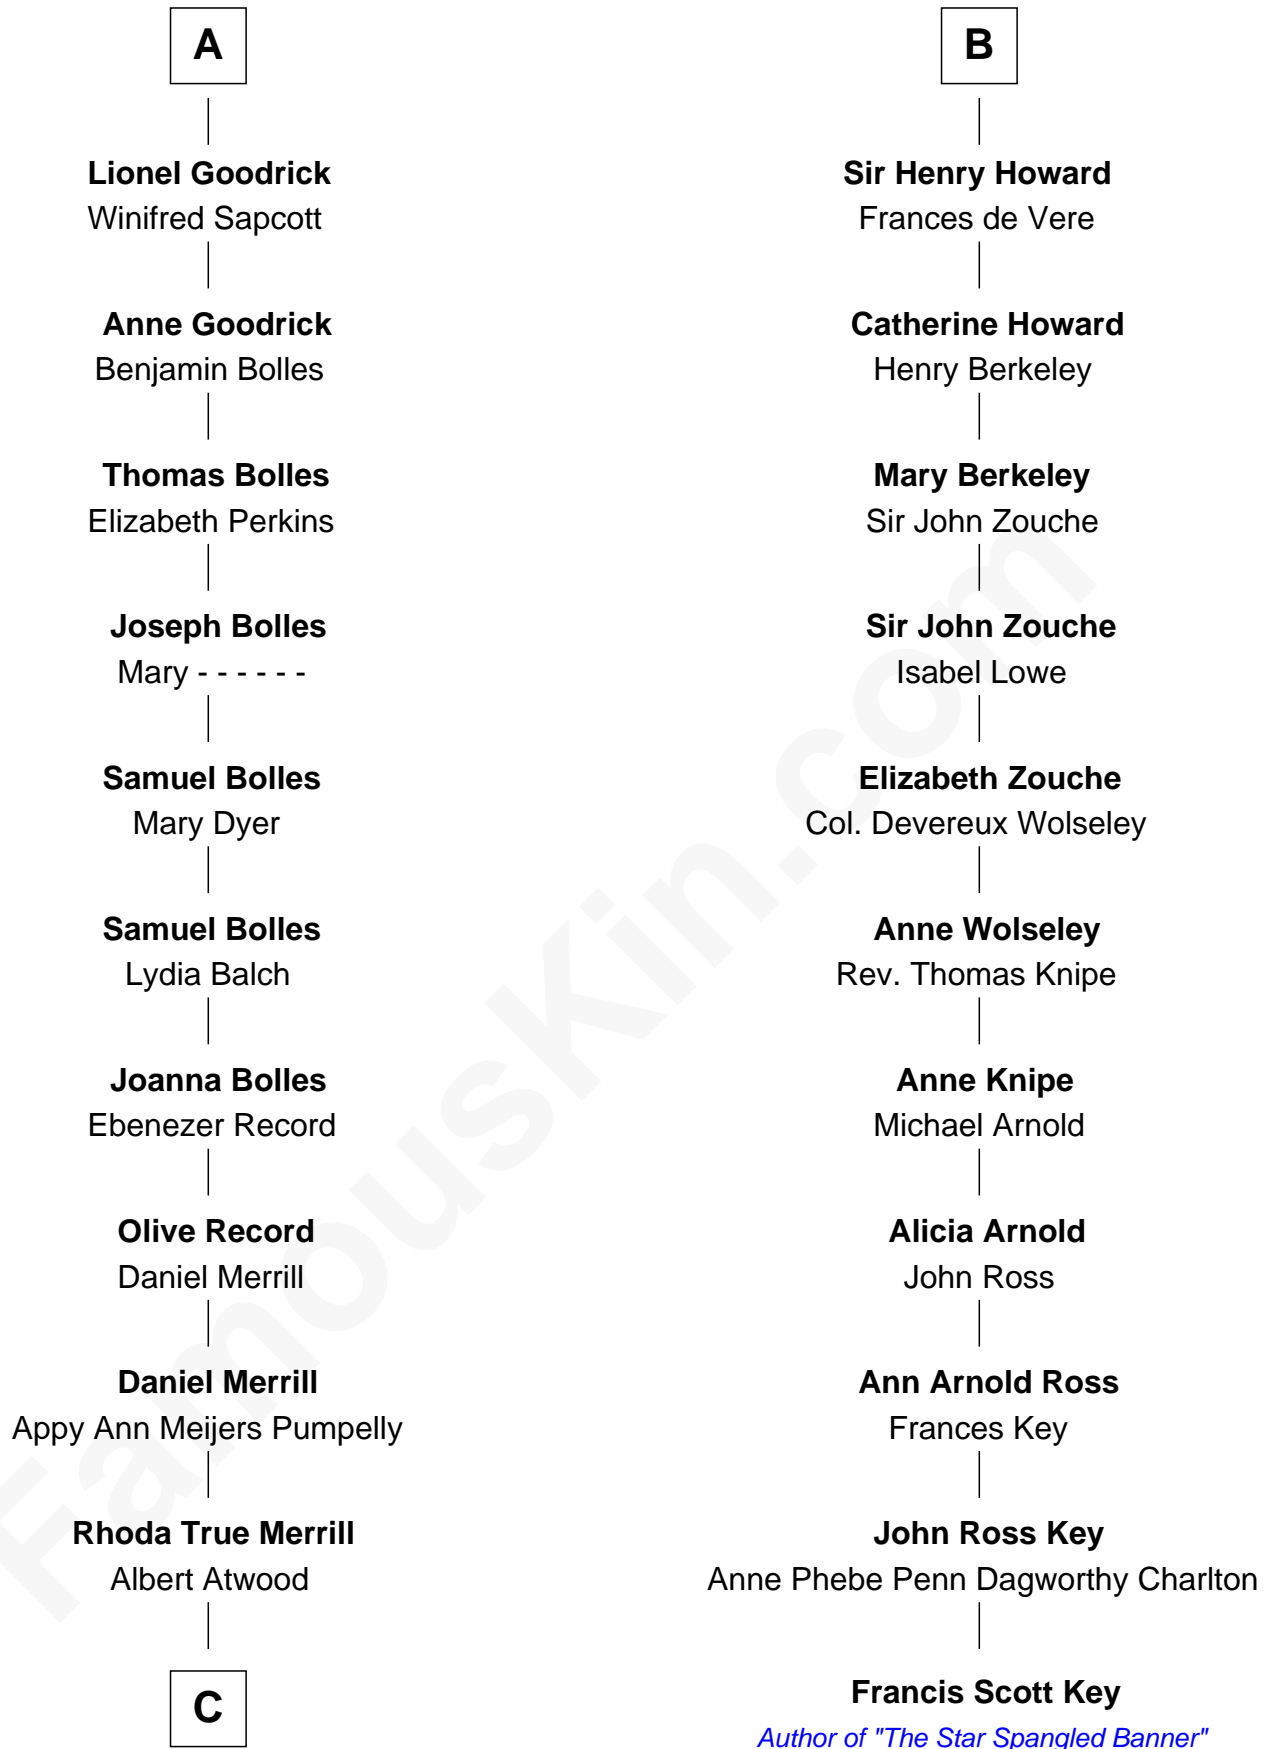 A
Lionel Goodrick
Winifred Sapcott
Anne Goodrick
Benjamin Bolles
Thomas Bolles
Elizabeth Perkins
Joseph Bolles
Mary - - - - - -
Samuel Bolles
Mary Dyer
Samuel Bolles
Lydia Balch
Joanna Bolles
Ebenezer Record
Olive Record
Daniel Merrill
Daniel Merrill
Appy Ann Meijers Pumpelly
Rhoda True Merrill
Albert Atwood
C
B
Sir Henry Howard
Frances de Vere
Catherine Howard
Henry Berkeley
Mary Berkeley
Sir John Zouche
Sir John Zouche
Isabel Lowe
Elizabeth Zouche
Col. Devereux Wolseley
Anne Wolseley
Rev. Thomas Knipe
Anne Knipe
Michael Arnold
Alicia Arnold
John Ross
Ann Arnold Ross
Frances Key
John Ross Key
Anne Phebe Penn Dagworthy Charlton
Francis Scott Key
Author of "The Star Spangled Banner"
FamousKin.com